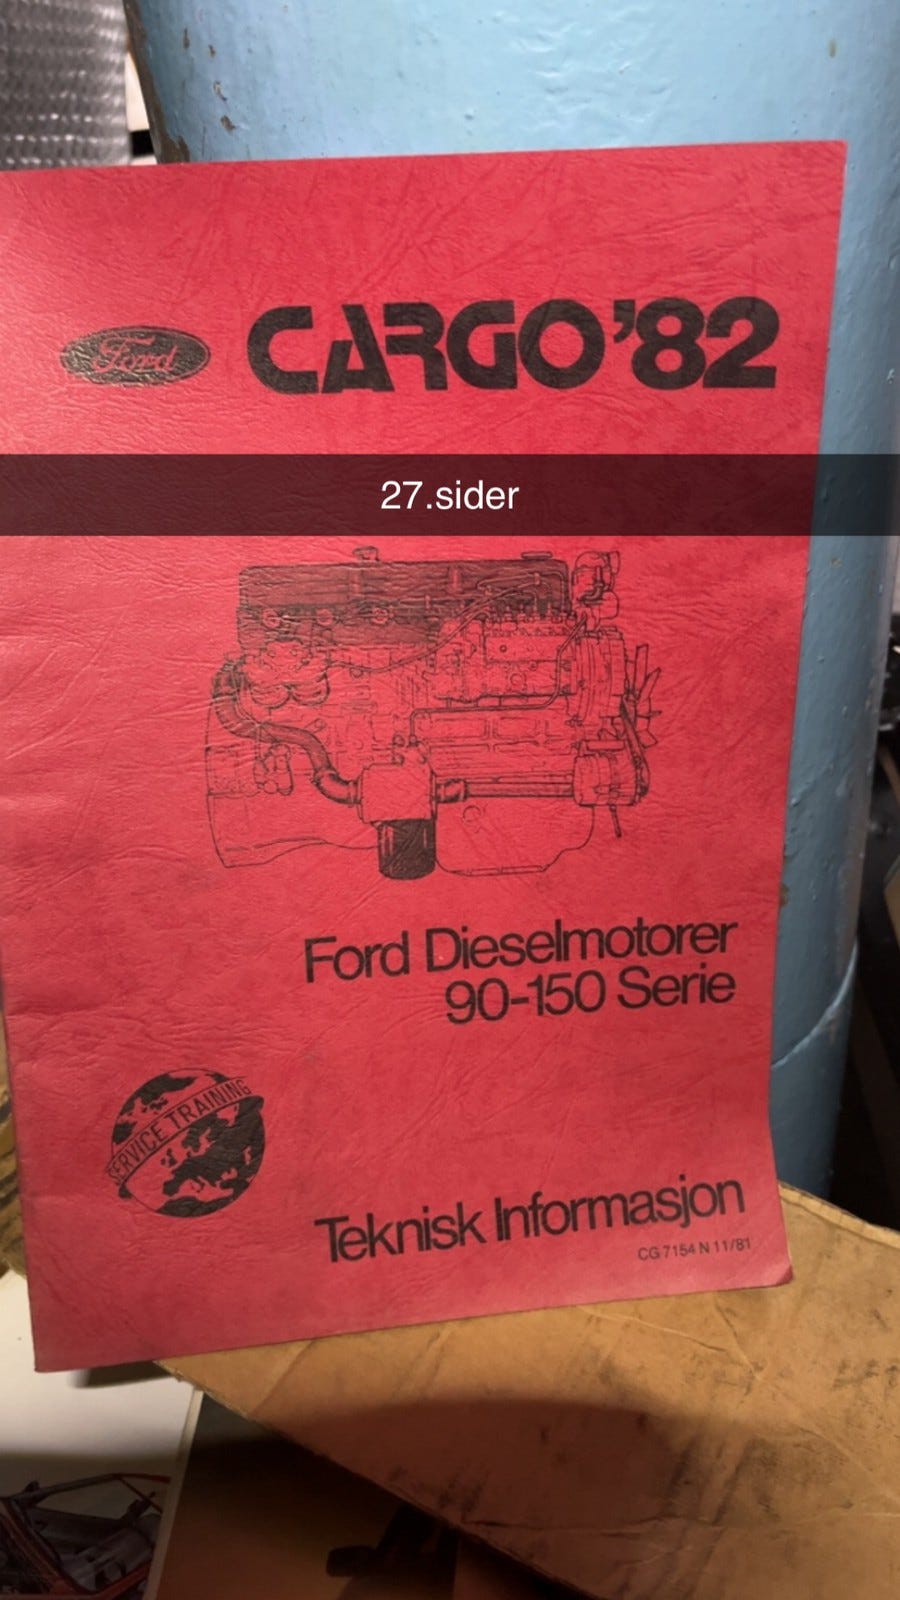 Ford CARGO'82
27.sider
Ford Dieselmotorer
90-150 Serie
SERVICE TRAINING
Teknisk Informasjon
CG 7154 N 11/81